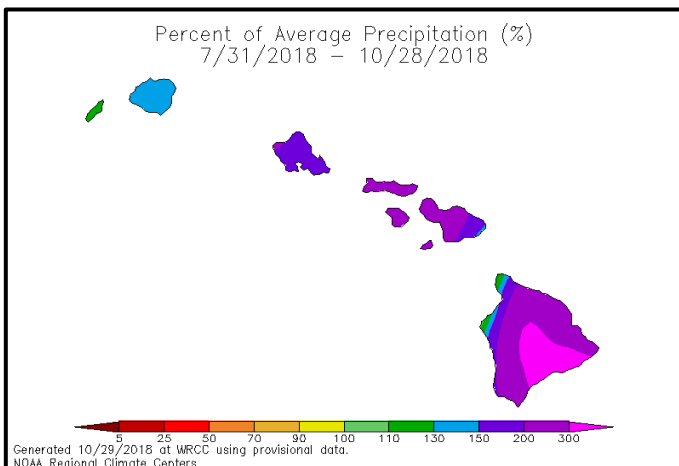 Percent of Average Precipitation (%)
7/31/2018 – 10/28/2018
5 25 50 70 90 100 110 130 150 200 300
Generated 10/29/2018 at WRCC using provisional data.
NOAA Regional Climate Centers